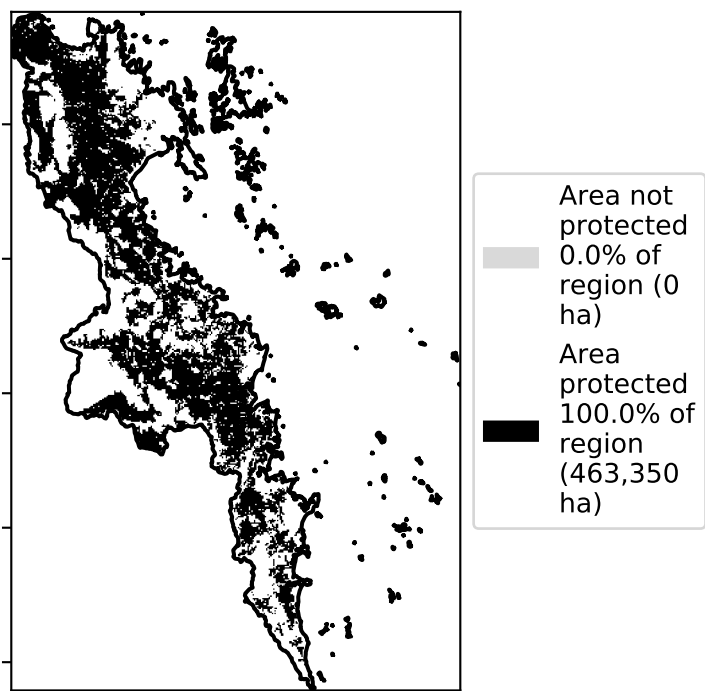 Area not
protected
0.0% of
region (0
ha)
Area
protected
100.0% of
region
(463,350
ha)